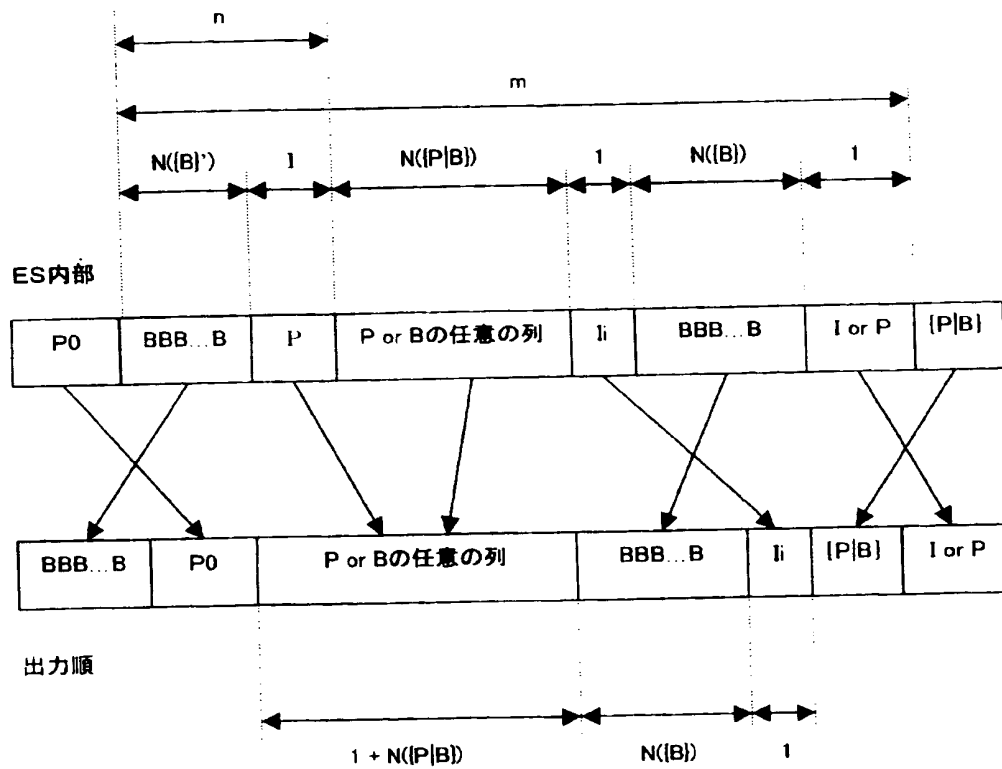 n
m
N({B}') 1 N({P|B}) 1 N({B}) 1
ES内部
P0 BBB...B P P or Bの任意の列 Ii BBB...B I or P {P|B}
BBB...B P0 P or Bの任意の列 BBB...B Ii {P|B} I or P
出力順
1 + N({P|B}) N({B}) 1